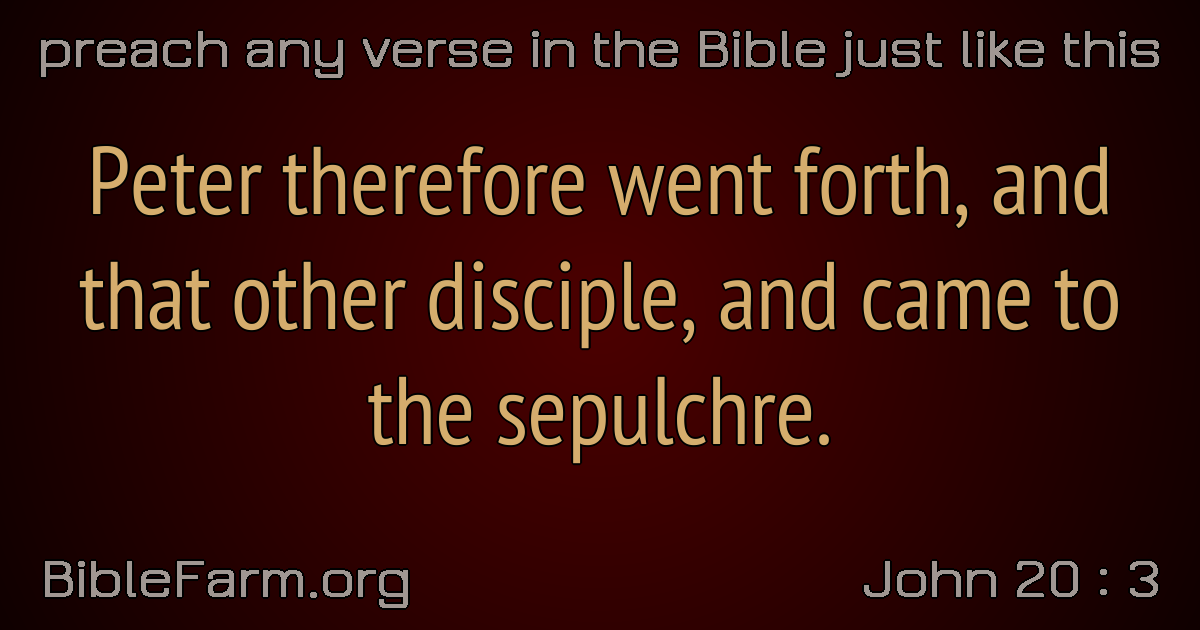 preach any verse in the Bible just like this
Peter therefore went forth, and
that other disciple, and came to
the sepulchre.
BibleFarm.org
John 20 : 3